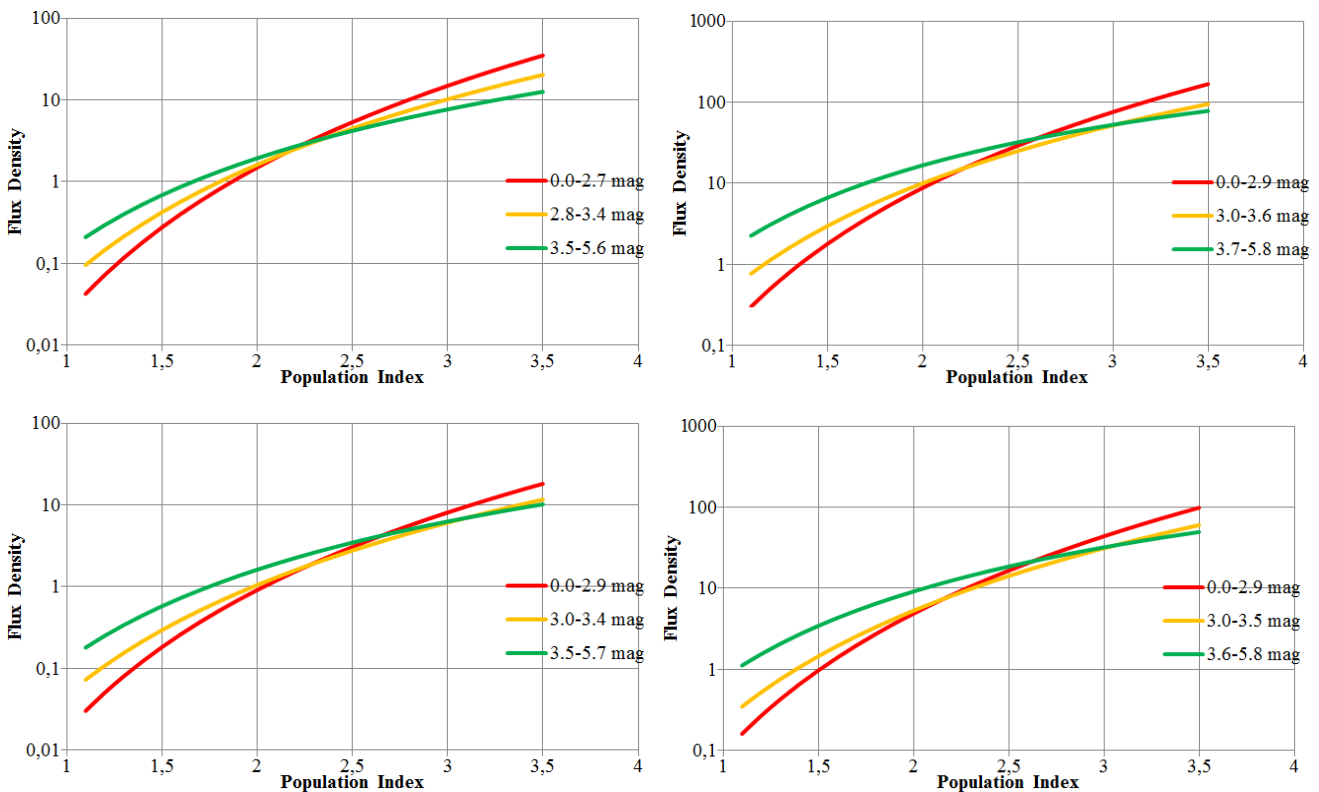 100
10
1
0,1
0,01
Flux Density
1
1,5
2
2,5
3
3,5
4
Population Index
0.0-2.7 mag
2.8-3.4 mag
3.5-5.6 mag
1000
100
10
1
0,1
Flux Density
1
1,5
2
2,5
3
3,5
4
Population Index
0.0-2.9 mag
3.0-3.6 mag
3.7-5.8 mag
100
10
1
0,1
0,01
Flux Density
1
1,5
2
2,5
3
3,5
4
Population Index
0.0-2.9 mag
3.0-3.4 mag
3.5-5.7 mag
1000
100
10
1
0,1
Flux Density
1
1,5
2
2,5
3
3,5
4
Population Index
0.0-2.9 mag
3.0-3.5 mag
3.6-5.8 mag